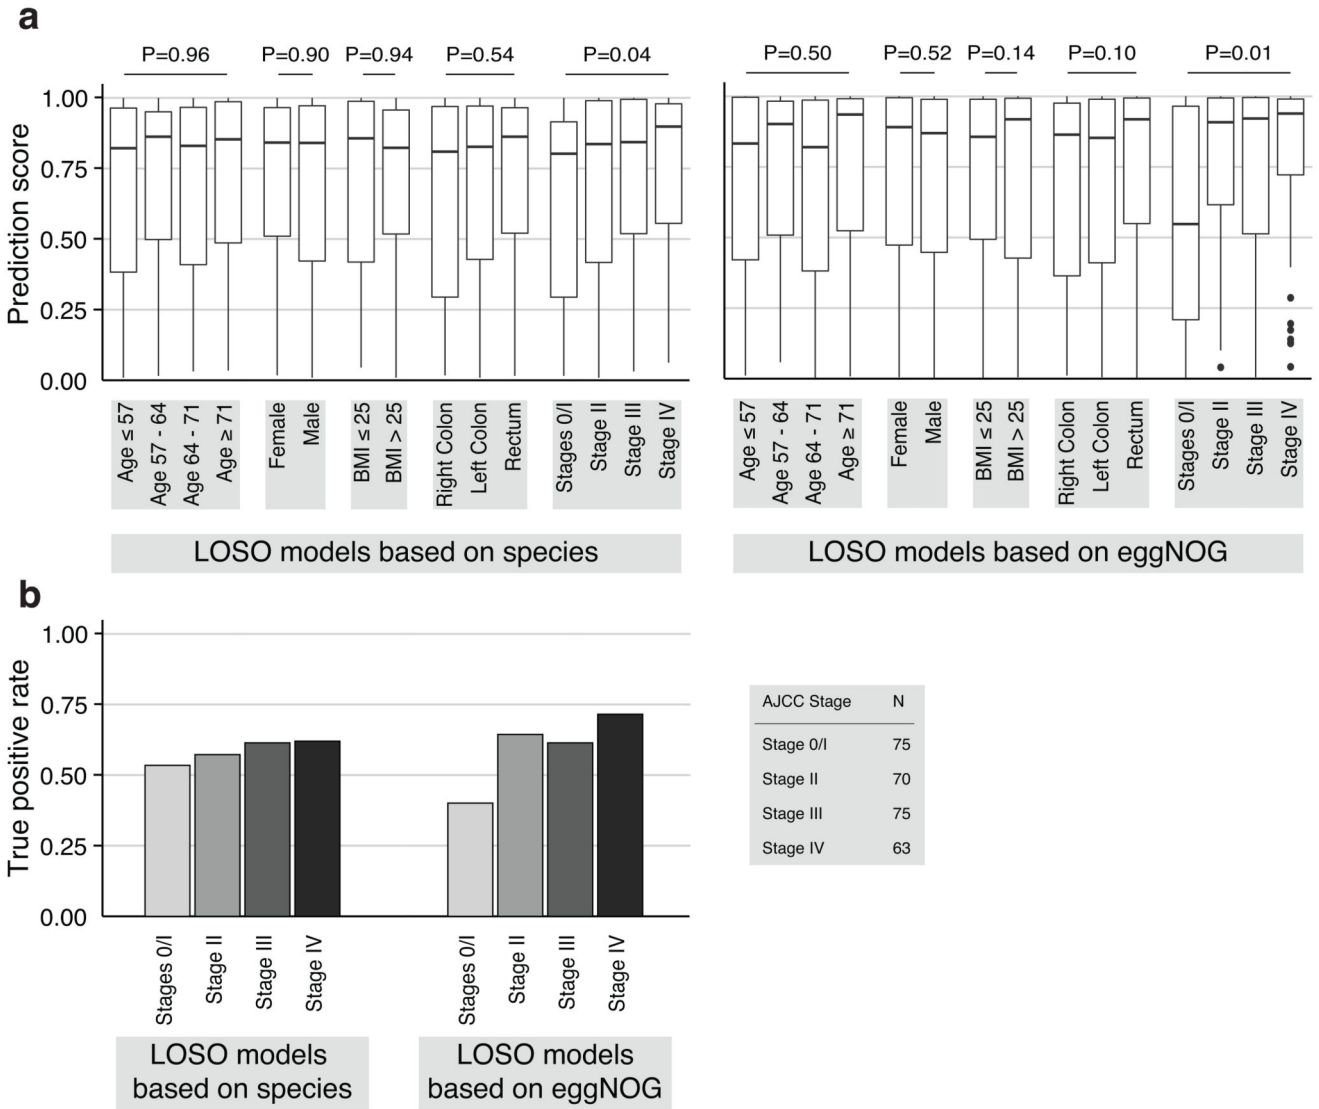 a
P=0.96 P=0.90 P=0.94 P=0.54 P=0.04
P=0.50 P=0.52 P=0.14 P=0.10 P=0.01
Prediction score
1.00
0.75
0.50
0.25
0.00
Age ≤ 57
Age 57 - 64
Age 64 - 71
Age ≥ 71
Female
Male
BMI ≤ 25
BMI > 25
Right Colon
Left Colon
Rectum
Stages 0/I
Stage II
Stage III
Stage IV
Age ≤ 57
Age 57 - 64
Age 64 - 71
Age ≥ 71
Female
Male
BMI ≤ 25
BMI > 25
Right Colon
Left Colon
Rectum
Stages 0/I
Stage II
Stage III
Stage IV
LOSO models based on species
LOSO models based on eggNOG
b
True positive rate
1.00
0.75
0.50
0.25
0.00
Stages 0/I
Stage II
Stage III
Stage IV
Stages 0/I
Stage II
Stage III
Stage IV
LOSO models
based on species
LOSO models
based on eggNOG
AJCC Stage N
Stage 0/I 75
Stage II 70
Stage III 75
Stage IV 63